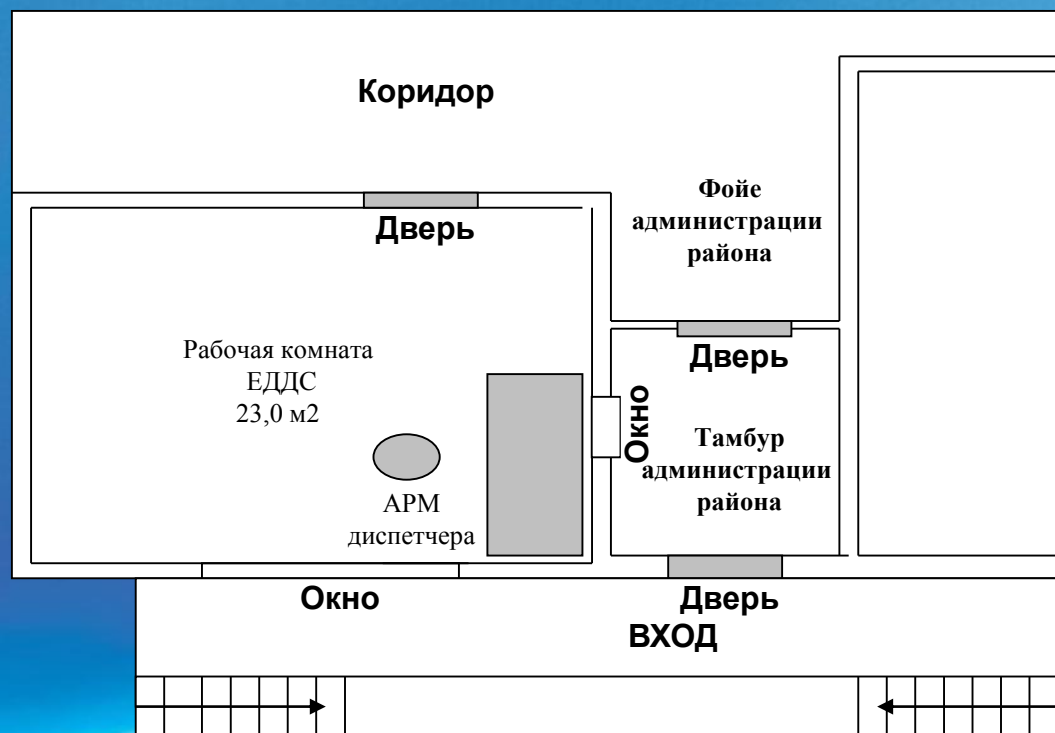 Коридор
Фойе
администрации
района
Дверь
Дверь
Рабочая комната
ЕДДС
23,0 м2
Окно
Тамбур
администрации
района
АРМ
диспетчера
Окно
Дверь
ВХОД